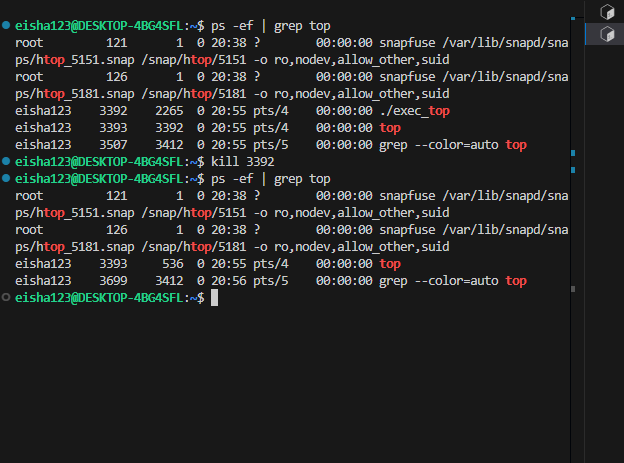 eisha123@DESKTOP-4BG4SFL:~$ ps -ef | grep top
root         121       1  0 20:38 ?        00:00:00 snapfuse /var/lib/snapd/sna
ps/htop_5151.snap /snap/htop/5151 -o ro,nodev,allow_other,suid
root         126       1  0 20:38 ?        00:00:00 snapfuse /var/lib/snapd/sna
ps/htop_5181.snap /snap/htop/5181 -o ro,nodev,allow_other,suid
eisha123    3392    2265  0 20:55 pts/4    00:00:00 ./exec_top
eisha123    3393    3392  0 20:55 pts/4    00:00:00 top
eisha123    3507    3412  0 20:55 pts/5    00:00:00 grep --color=auto top
eisha123@DESKTOP-4BG4SFL:~$ kill 3392
eisha123@DESKTOP-4BG4SFL:~$ ps -ef | grep top
root         121       1  0 20:38 ?        00:00:00 snapfuse /var/lib/snapd/sna
ps/htop_5151.snap /snap/htop/5151 -o ro,nodev,allow_other,suid
root         126       1  0 20:38 ?        00:00:00 snapfuse /var/lib/snapd/sna
ps/htop_5181.snap /snap/htop/5181 -o ro,nodev,allow_other,suid
eisha123    3393     536  0 20:55 pts/4    00:00:00 top
eisha123    3699    3412  0 20:56 pts/5    00:00:00 grep --color=auto top
eisha123@DESKTOP-4BG4SFL:~$